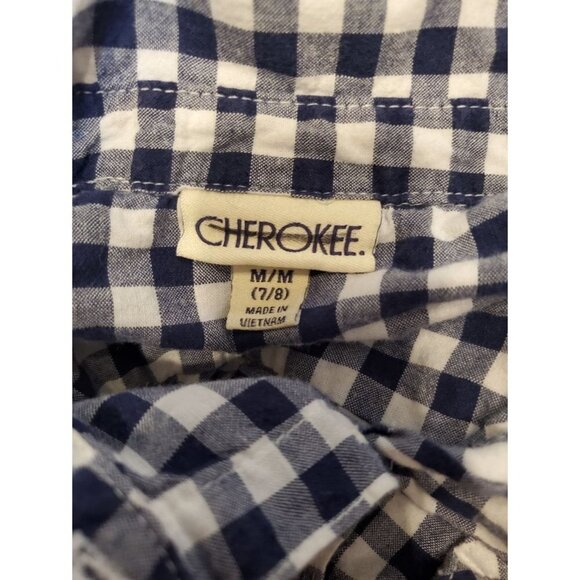 CHEROKEE.
M/M
(7/8)
MADE IN
VIETNAM